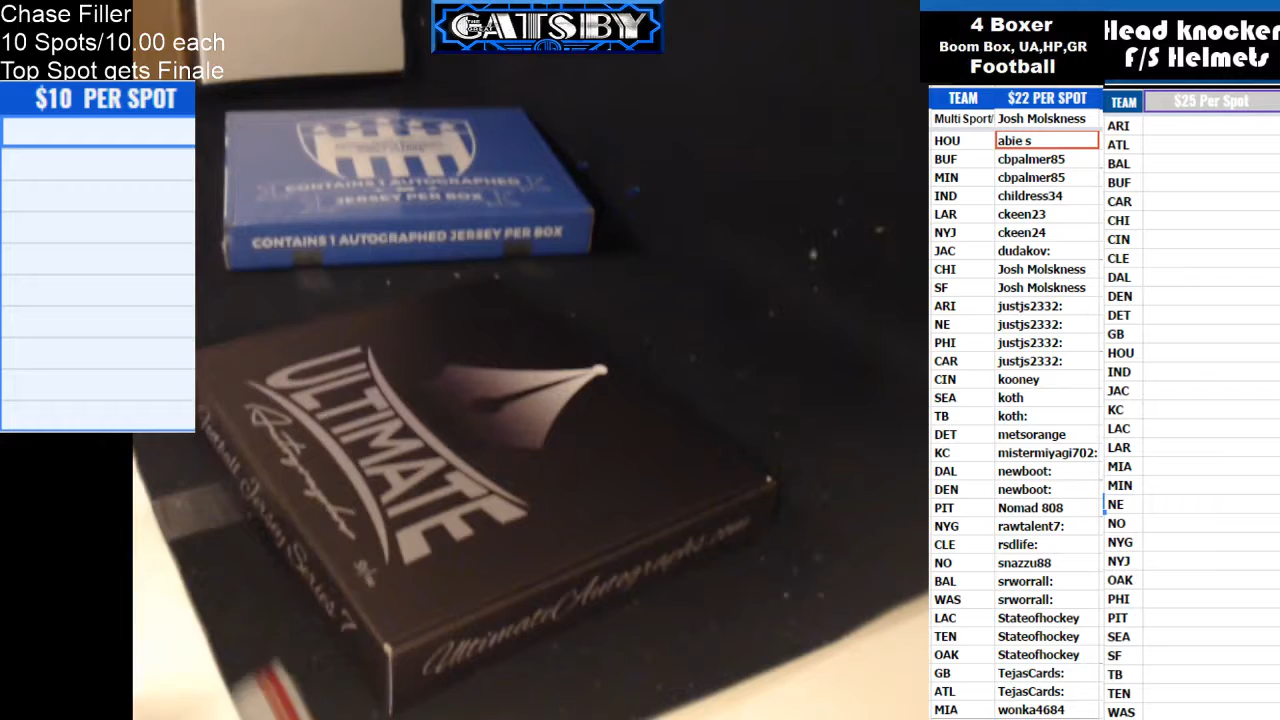 Chase Filler
10 Spots/10.00 each
Top Spot gets Finale
$10 PER SPOT
THE GREAT
GATSBY
CONTAINS 1 AUTOGRAPHED
JERSEY PER BOX
CONTAINS 1 AUTOGRAPHED JERSEY PER BOX
ULTIMATE
Autographs
Football Jersey Series 7
UltimateAutographs.com
4 Boxer
Boom Box, UA,HP,GR
Football
TEAM $22 PER SPOT
Multi Sport/ Josh Molskness
HOU abie s
BUF cbpalmer85
MIN cbpalmer85
IND childress34
LAR ckeen23
NYJ ckeen24
JAC dudakov:
CHI Josh Molskness
SF Josh Molskness
ARI justjs2332:
NE justjs2332:
PHI justjs2332:
CAR justjs2332:
CIN kooney
SEA koth
TB koth:
DET metsorange
KC mistermiyagi702:
DAL newboot:
DEN newboot:
PIT Nomad 808
NYG rawtalent7:
CLE rsdlife:
NO snazzu88
BAL srworrall:
WAS srworrall:
LAC Stateofhockey
TEN Stateofhockey
OAK Stateofhockey
GB TejasCards:
ATL TejasCards:
MIA wonka4684
Head knocker
F/S Helmets
TEAM $25 Per Spot
ARI
ATL
BAL
BUF
CAR
CHI
CIN
CLE
DAL
DEN
DET
GB
HOU
IND
JAC
KC
LAC
LAR
MIA
MIN
NE
NO
NYG
NYJ
OAK
PHI
PIT
SEA
SF
TB
TEN
WAS